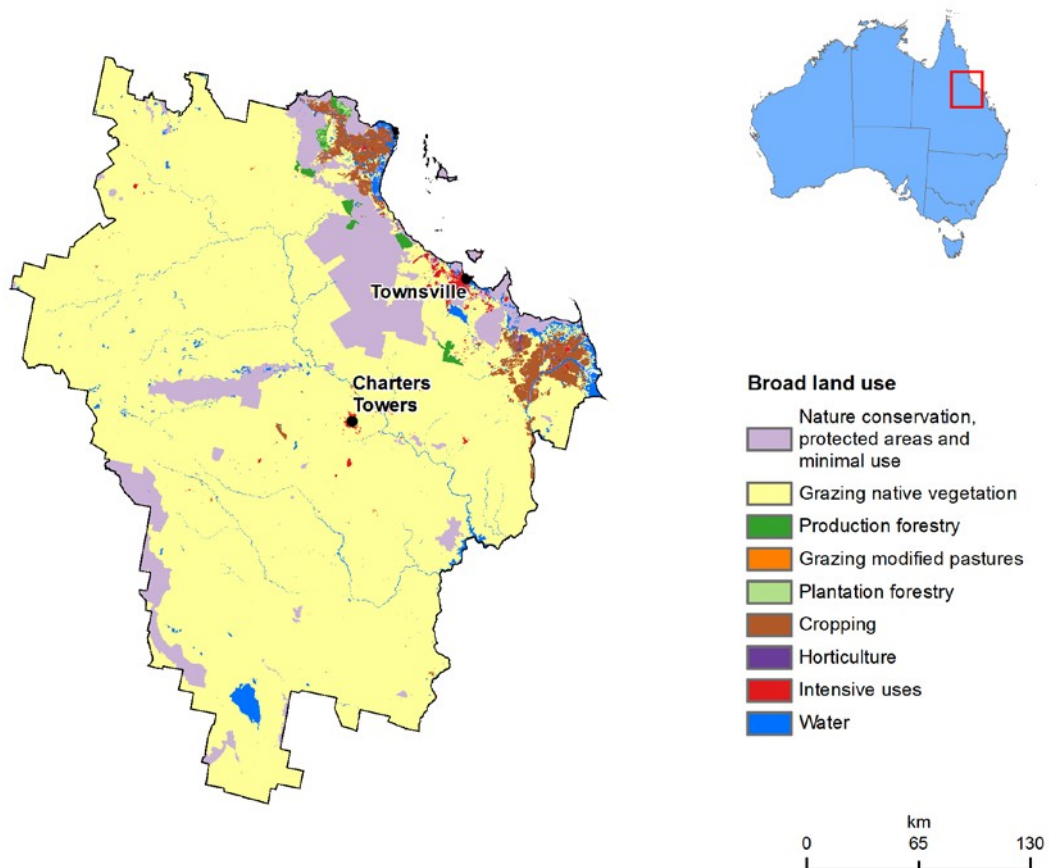 Townsville
Charters
Towers
Broad land use
Nature conservation,
protected areas and
minimal use
Grazing native vegetation
Production forestry
Grazing modified pastures
Plantation forestry
Cropping
Horticulture
Intensive uses
Water
km
0 65 130